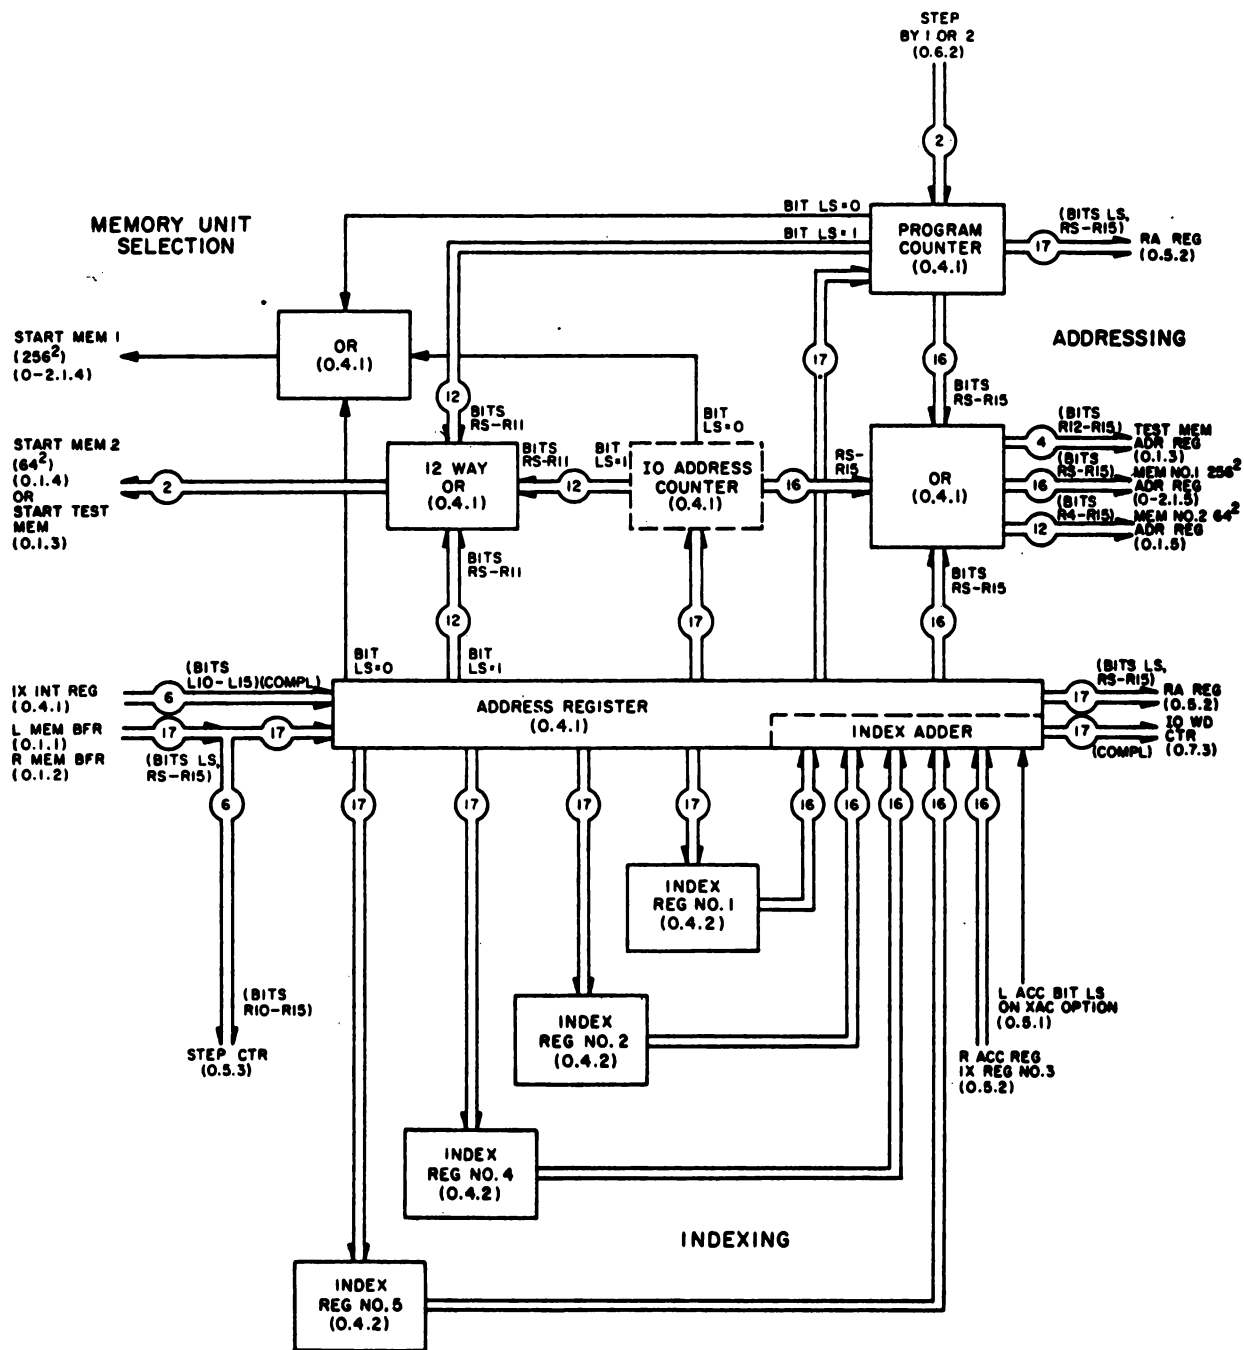 STEP
BY 1 OR 2
(0.6.2)
2
MEMORY UNIT
SELECTION
BIT LS=0
BIT LS=1
PROGRAM
COUNTER
(0.4.1)
(BITS LS,
RS-R15)
17
RA REG
(0.5.2)
START MEM 1
(256²)
(0-2.1.4)
OR
(0.4.1)
17
16
ADDRESSING
BITS
RS-R15
12
BITS
RS-R11
BIT
LS=0
START MEM 2
(64²)
(0.1.4)
OR
START TEST
MEM
(0.1.3)
2
12 WAY
OR
(0.4.1)
BITS
RS-R11
12
BIT
LS=1
IO ADDRESS
COUNTER
(0.4.1)
16
RS-
R15
OR
(0.4.1)
(BITS
R12-R15)
4
TEST MEM
ADR REG
(0.1.3)
(BITS
RS-R15)
16
MEM NO.1 256²
ADR REG
(0-2.1.5)
(BITS
R4-R15)
12
MEM NO.2 64²
ADR REG
(0.1.5)
BITS
RS-R11
BITS
RS-R15
12
17
16
BIT
LS=0
BIT
LS=1
IX INT REG
(0.4.1)
(BITS
L10-L15)(COMPL)
6
L MEM BFR
(0.1.1)
R MEM BFR
(0.1.2)
17
17
(BITS LS,
RS-R15)
ADDRESS REGISTER
(0.4.1)
INDEX ADDER
(BITS LS,
RS-R15)
17
RA REG
(0.5.2)
17
(COMPL)
IO WD
CTR
(0.7.3)
6
17
17
17
17
16
16
16
16
16
INDEX
REG NO.1
(0.4.2)
(BITS
R10-R15)
STEP CTR
(0.5.3)
INDEX
REG NO.2
(0.4.2)
L ACC BIT LS
ON XAC OPTION
(0.5.1)
R ACC REG
IX REG NO.3
(0.5.2)
INDEX
REG NO.4
(0.4.2)
INDEXING
INDEX
REG NO.5
(0.4.2)